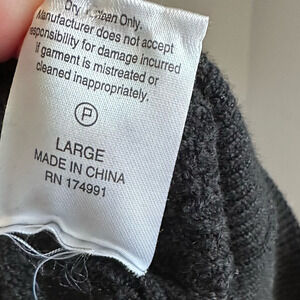 Dry Clean Only.
Manufacturer does not accept
responsibility for damage incurred
if garment is mistreated or
cleaned inappropriately.
P
LARGE
MADE IN CHINA
RN 174991